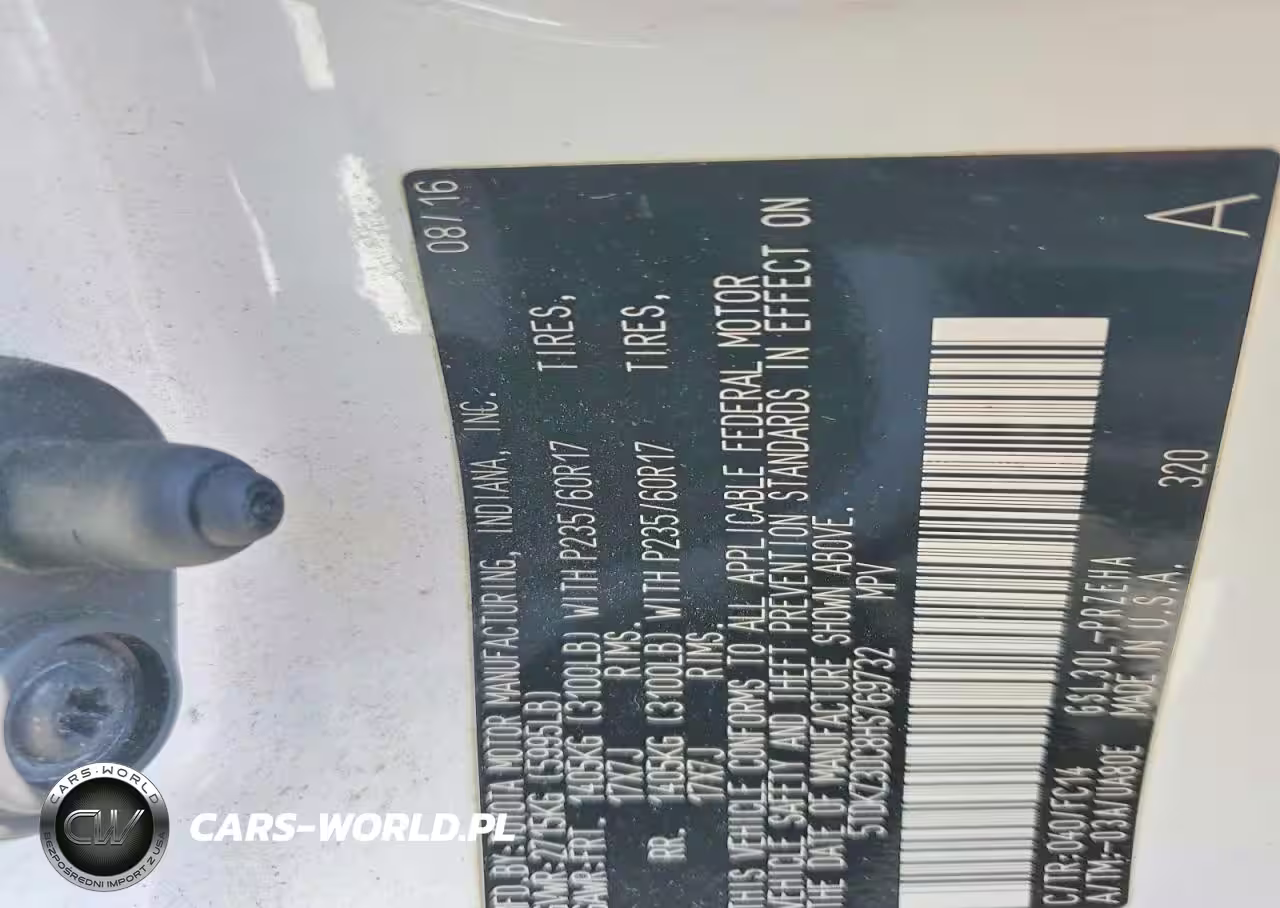 08/16
MFD.BY:TOYOTA MOTOR MANUFACTURING, INDIANA, INC.
GVWR:2715KG (5995LB)
GAWR:FRT. 1405KG (3100LB) WITH P235/60R17 TIRES,
17X7J RIMS.
RR. 1405KG (3100LB) WITH P235/60R17 TIRES,
17X7J RIMS.
THIS VEHICLE CONFORMS TO ALL APPLICABLE FEDERAL MOTOR
VEHICLE SAFETY AND THEFT PREVENTION STANDARDS IN EFFECT ON
THE DATE OF MANUFACTURE SHOWN ABOVE.
5TDKZ3DC8HS769732 MPV
C/TR:040/FC14 GSL30L-PRZEHA
A/TM:-03A/UA80E MADE IN U.S.A. 320
A
CARS-WORLD
CW
BEZPOŚREDNI IMPORT Z USA
CARS-WORLD.PL